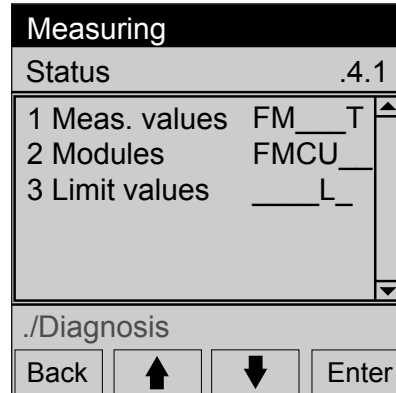 Measuring
Status .4.1
1 Meas. values FM___T
2 Modules FMCU__
3 Limit values ____L_
./Diagnosis
Back Enter